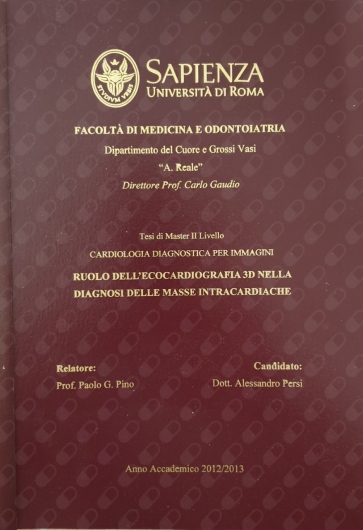 STVDIVM VRBIS
SAPIENZA
UNIVERSITÀ DI ROMA
FACOLTÀ DI MEDICINA E ODONTOIATRIA
Dipartimento del Cuore e Grossi Vasi
“A. Reale”
Direttore Prof. Carlo Gaudio
Tesi di Master II Livello
CARDIOLOGIA DIAGNOSTICA PER IMMAGINI
RUOLO DELL'ECOCARDIOGRAFIA 3D NELLA
DIAGNOSI DELLE MASSE INTRACARDIACHE
Relatore:
Prof. Paolo G. Pino
Candidato:
Dott. Alessandro Persi
Anno Accademico 2012/2013